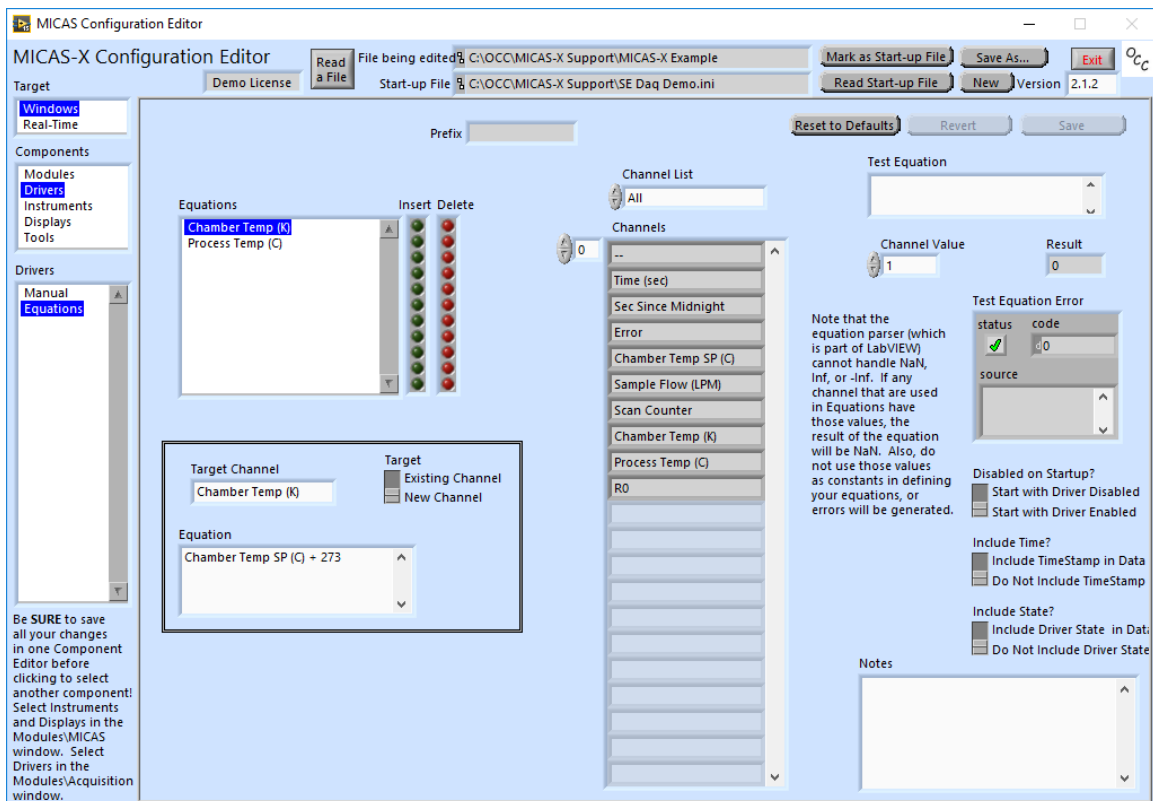 MICAS Configuration Editor
MICAS-X Configuration Editor
Demo License
Read
a File
File being edited
C:\OCC\MICAS-X Support\MICAS-X Example
Start-up File
C:\OCC\MICAS-X Support\SE Daq Demo.ini
Mark as Start-up File
Save As...
Exit
Read Start-up File
New
Version
2.1.2
OCC
Target
Windows
Real-Time
Components
Modules
Drivers
Instruments
Displays
Tools
Drivers
Manual
Equations
Be SURE to save
all your changes
in one Component
Editor before
clicking to select
another component!
Select Instruments
and Displays in the
Modules\MICAS
window. Select
Drivers in the
Modules\Acquisition
window.
Prefix
Reset to Defaults
Revert
Save
Equations
Insert Delete
Chamber Temp (K)
Process Temp (C)
Target Channel
Chamber Temp (K)
Target
Existing Channel
New Channel
Equation
Chamber Temp SP (C) + 273
Channel List
All
Channels
0
--
Time (sec)
Sec Since Midnight
Error
Chamber Temp SP (C)
Sample Flow (LPM)
Scan Counter
Chamber Temp (K)
Process Temp (C)
R0
Test Equation
Channel Value
1
Result
0
Note that the
equation parser (which
is part of LabVIEW)
cannot handle NaN,
Inf, or -Inf. If any
channel that are used
in Equations have
those values, the
result of the equation
will be NaN. Also, do
not use those values
as constants in defining
your equations, or
errors will be generated.
Test Equation Error
status
code
d0
source
Disabled on Startup?
Start with Driver Disabled
Start with Driver Enabled
Include Time?
Include TimeStamp in Data
Do Not Include TimeStamp
Include State?
Include Driver State in Data
Do Not Include Driver State
Notes